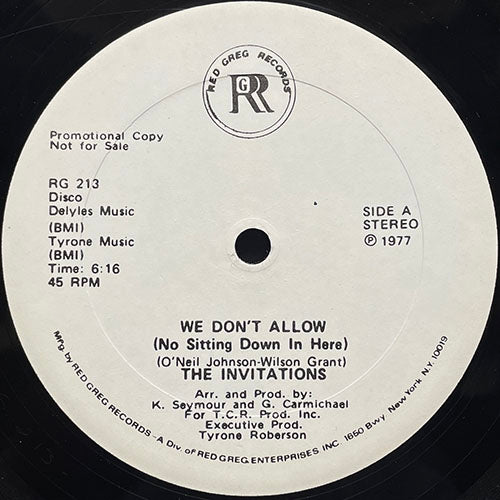 RED GREG RECORDS
RGR
Promotional Copy
Not for Sale
RG 213
Disco
Delyles Music
(BMI)
Tyrone Music
(BMI)
Time: 6:16
45 RPM
SIDE A
STEREO
℗ 1977
WE DON'T ALLOW
(No Sitting Down In Here)
(O'Neil Johnson-Wilson Grant)
THE INVITATIONS
Arr. and Prod. by:
K. Seymour and G. Carmichael
For T.C.R. Prod. Inc.
Executive Prod.
Tyrone Roberson
Mfg. by RED GREG RECORDS - A Div. of RED GREG ENTERPRISES, INC. 1650 Bwy. New York N.Y. 10019